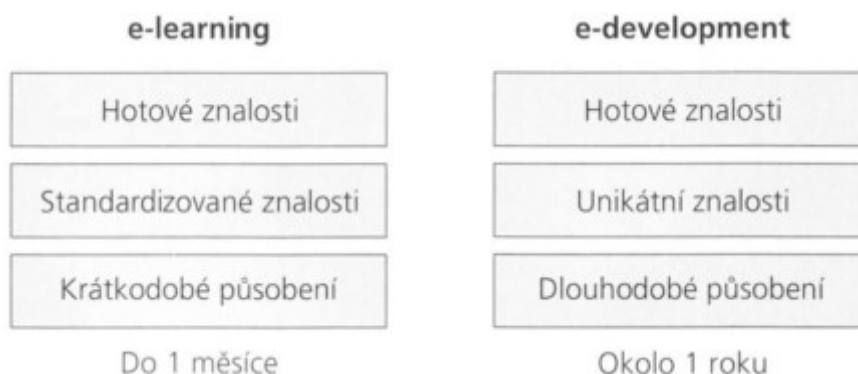 e-learning
Hotové znalosti
Standardizované znalosti
Krátkodobé působení
Do 1 měsíce
e-development
Hotové znalosti
Unikátní znalosti
Dlouhodobé působení
Okolo 1 roku